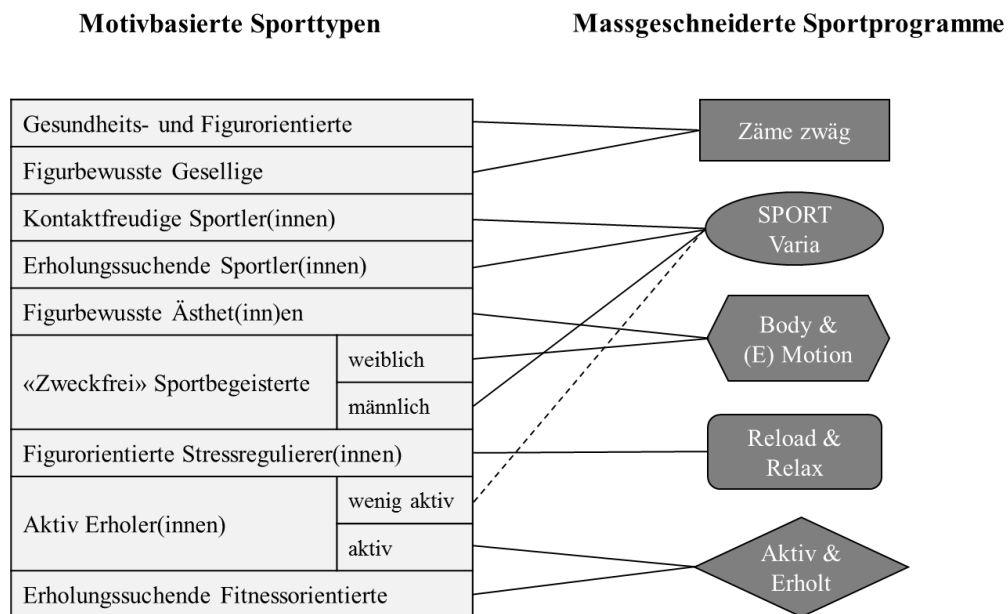 Motivbasierte Sporttypen
Massgeschneiderte Sportprogramme
Gesundheits- und Figurorientierte
Figurbewusste Gesellige
Kontaktfreudige Sportler(innen)
Erholungssuchende Sportler(innen)
Figurbewusste Ästhet(inn)en
«Zweckfrei» Sportbegeisterte
weiblich
männlich
Figurorientierte Stressregulierer(innen)
Aktiv Erholer(innen)
wenig aktiv
aktiv
Erholungssuchende Fitnessorientierte
Zäme zwäg
SPORT
Varia
Body &
(E) Motion
Reload &
Relax
Aktiv &
Erholt